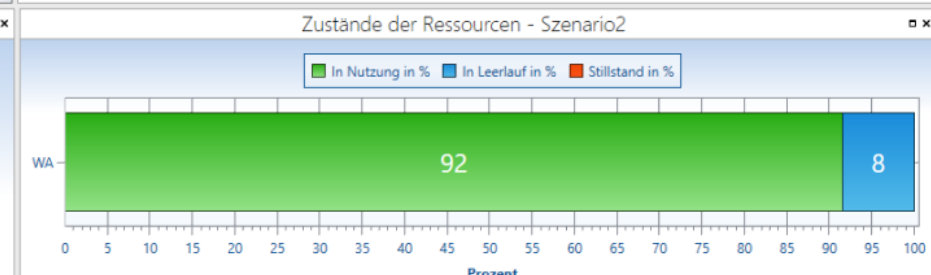 Zustände der Ressourcen - Szenario2
In Nutzung in % In Leerlauf in % Stillstand in %
WA
92 8
0 5 10 15 20 25 30 35 40 45 50 55 60 65 70 75 80 85 90 95 100
Prozent